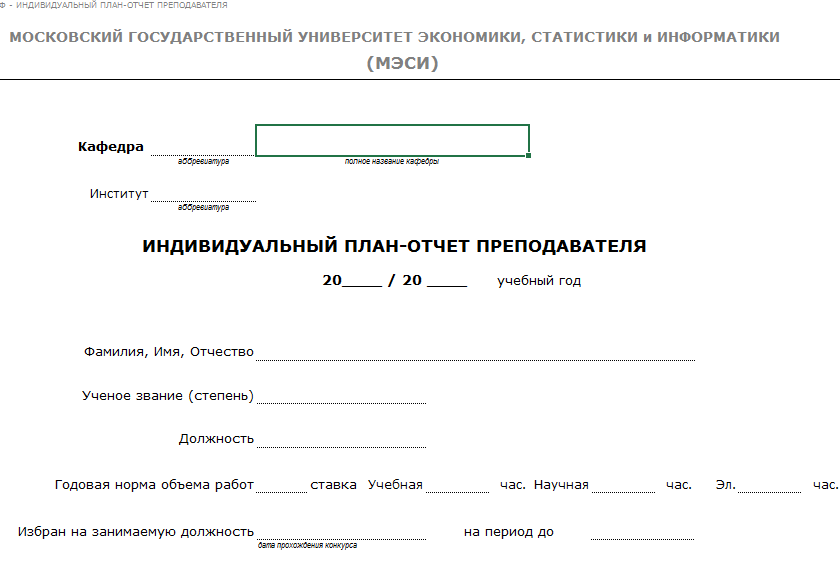 Ф - ИНДИВИДУАЛЬНЫЙ ПЛАН-ОТЧЕТ ПРЕПОДАВАТЕЛЯ
МОСКОВСКИЙ ГОСУДАРСТВЕННЫЙ УНИВЕРСИТЕТ ЭКОНОМИКИ, СТАТИСТИКИ и ИНФОРМАТИКИ
(МЭСИ)
Кафедра
аббревиатура полное название кафедры
Институт
аббревиатура
ИНДИВИДУАЛЬНЫЙ ПЛАН-ОТЧЕТ ПРЕПОДАВАТЕЛЯ
20____ / 20 ____ учебный год
Фамилия, Имя, Отчество
Ученое звание (степень)
Должность
Годовая норма объема работ ставка Учебная час. Научная час. Эл. час.
Избран на занимаемую должность на период до
дата прохождения конкурса